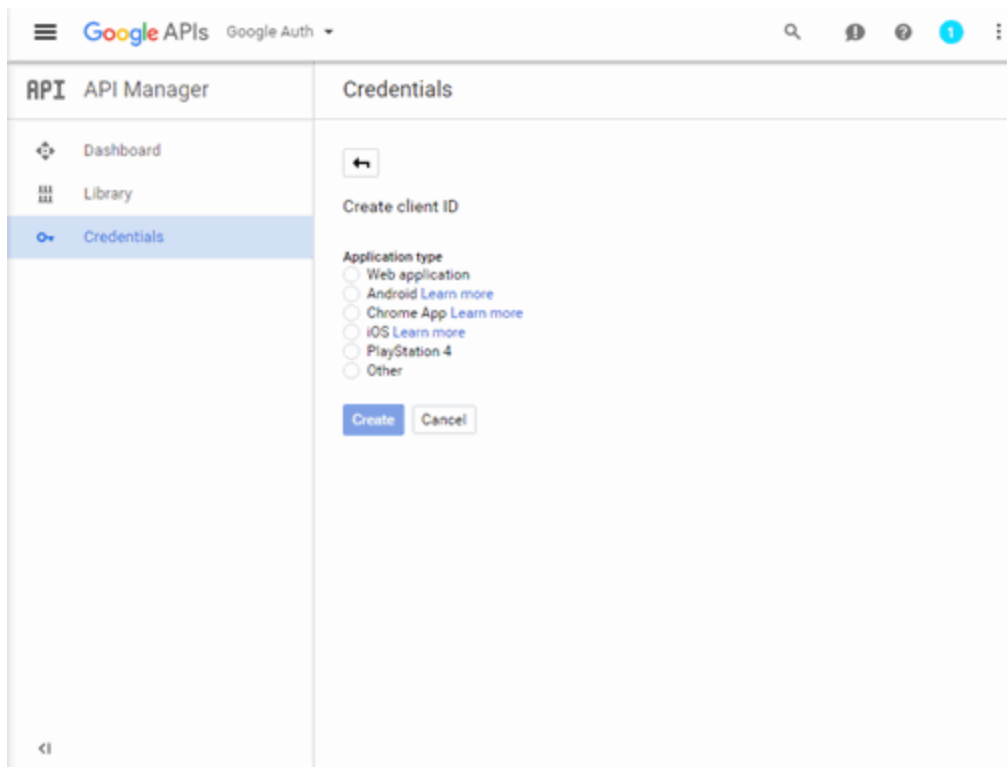 Google APIs Google Auth 1
API API Manager Credentials
Dashboard
Library
Create client ID
Credentials
Application type
Web application
Android Learn more
Chrome App Learn more
iOS Learn more
PlayStation 4
Other
Create Cancel